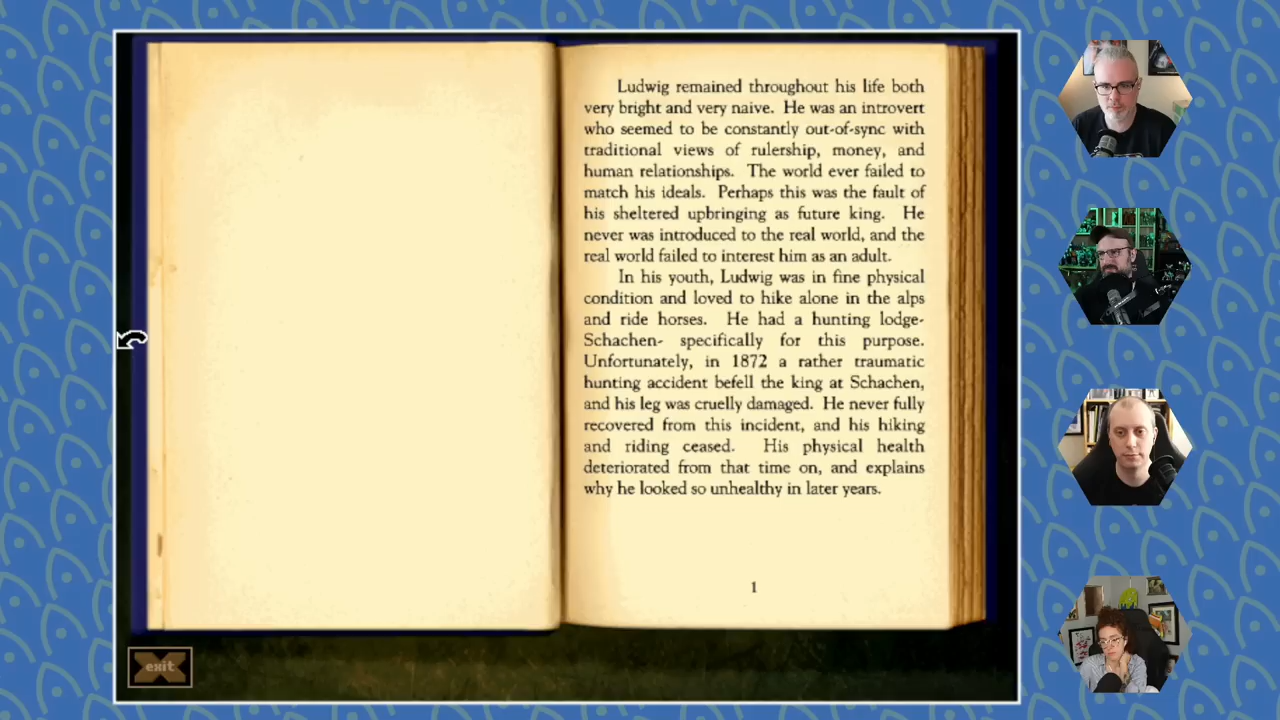 Ludwig remained throughout his life both
very bright and very naive. He was an introvert
who seemed to be constantly out-of-sync with
traditional views of rulership, money, and
human relationships. The world ever failed to
match his ideals. Perhaps this was the fault of
his sheltered upbringing as future king. He
never was introduced to the real world, and the
real world failed to interest him as an adult.
In his youth, Ludwig was in fine physical
condition and loved to hike alone in the alps
and ride horses. He had a hunting lodge-
Schachen- specifically for this purpose.
Unfortunately, in 1872 a rather traumatic
hunting accident befell the king at Schachen,
and his leg was cruelly damaged. He never fully
recovered from this incident, and his hiking
and riding ceased. His physical health
deteriorated from that time on, and explains
why he looked so unhealthy in later years.
1
exit